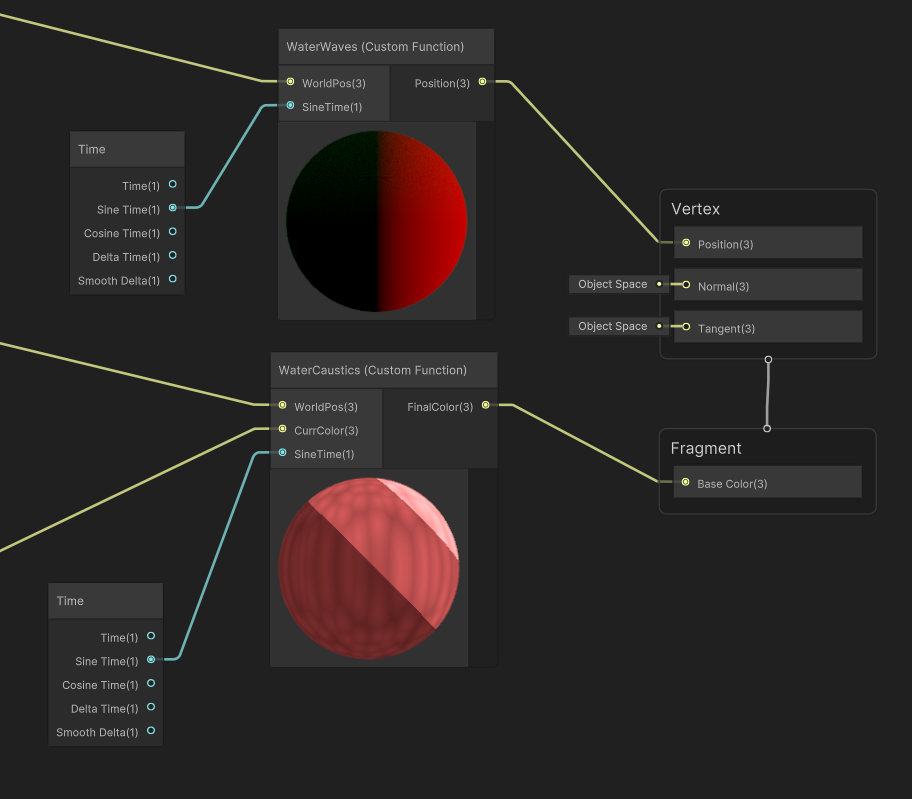 WaterWaves (Custom Function)
WorldPos(3)
Position(3)
SineTime(1)
Time
Time(1)
Sine Time(1)
Cosine Time(1)
Delta Time(1)
Smooth Delta(1)
Vertex
Position(3)
Object Space
Normal(3)
Object Space
Tangent(3)
WaterCaustics (Custom Function)
WorldPos(3)
FinalColor(3)
CurrColor(3)
SineTime(1)
Fragment
Base Color(3)
Time
Time(1)
Sine Time(1)
Cosine Time(1)
Delta Time(1)
Smooth Delta(1)